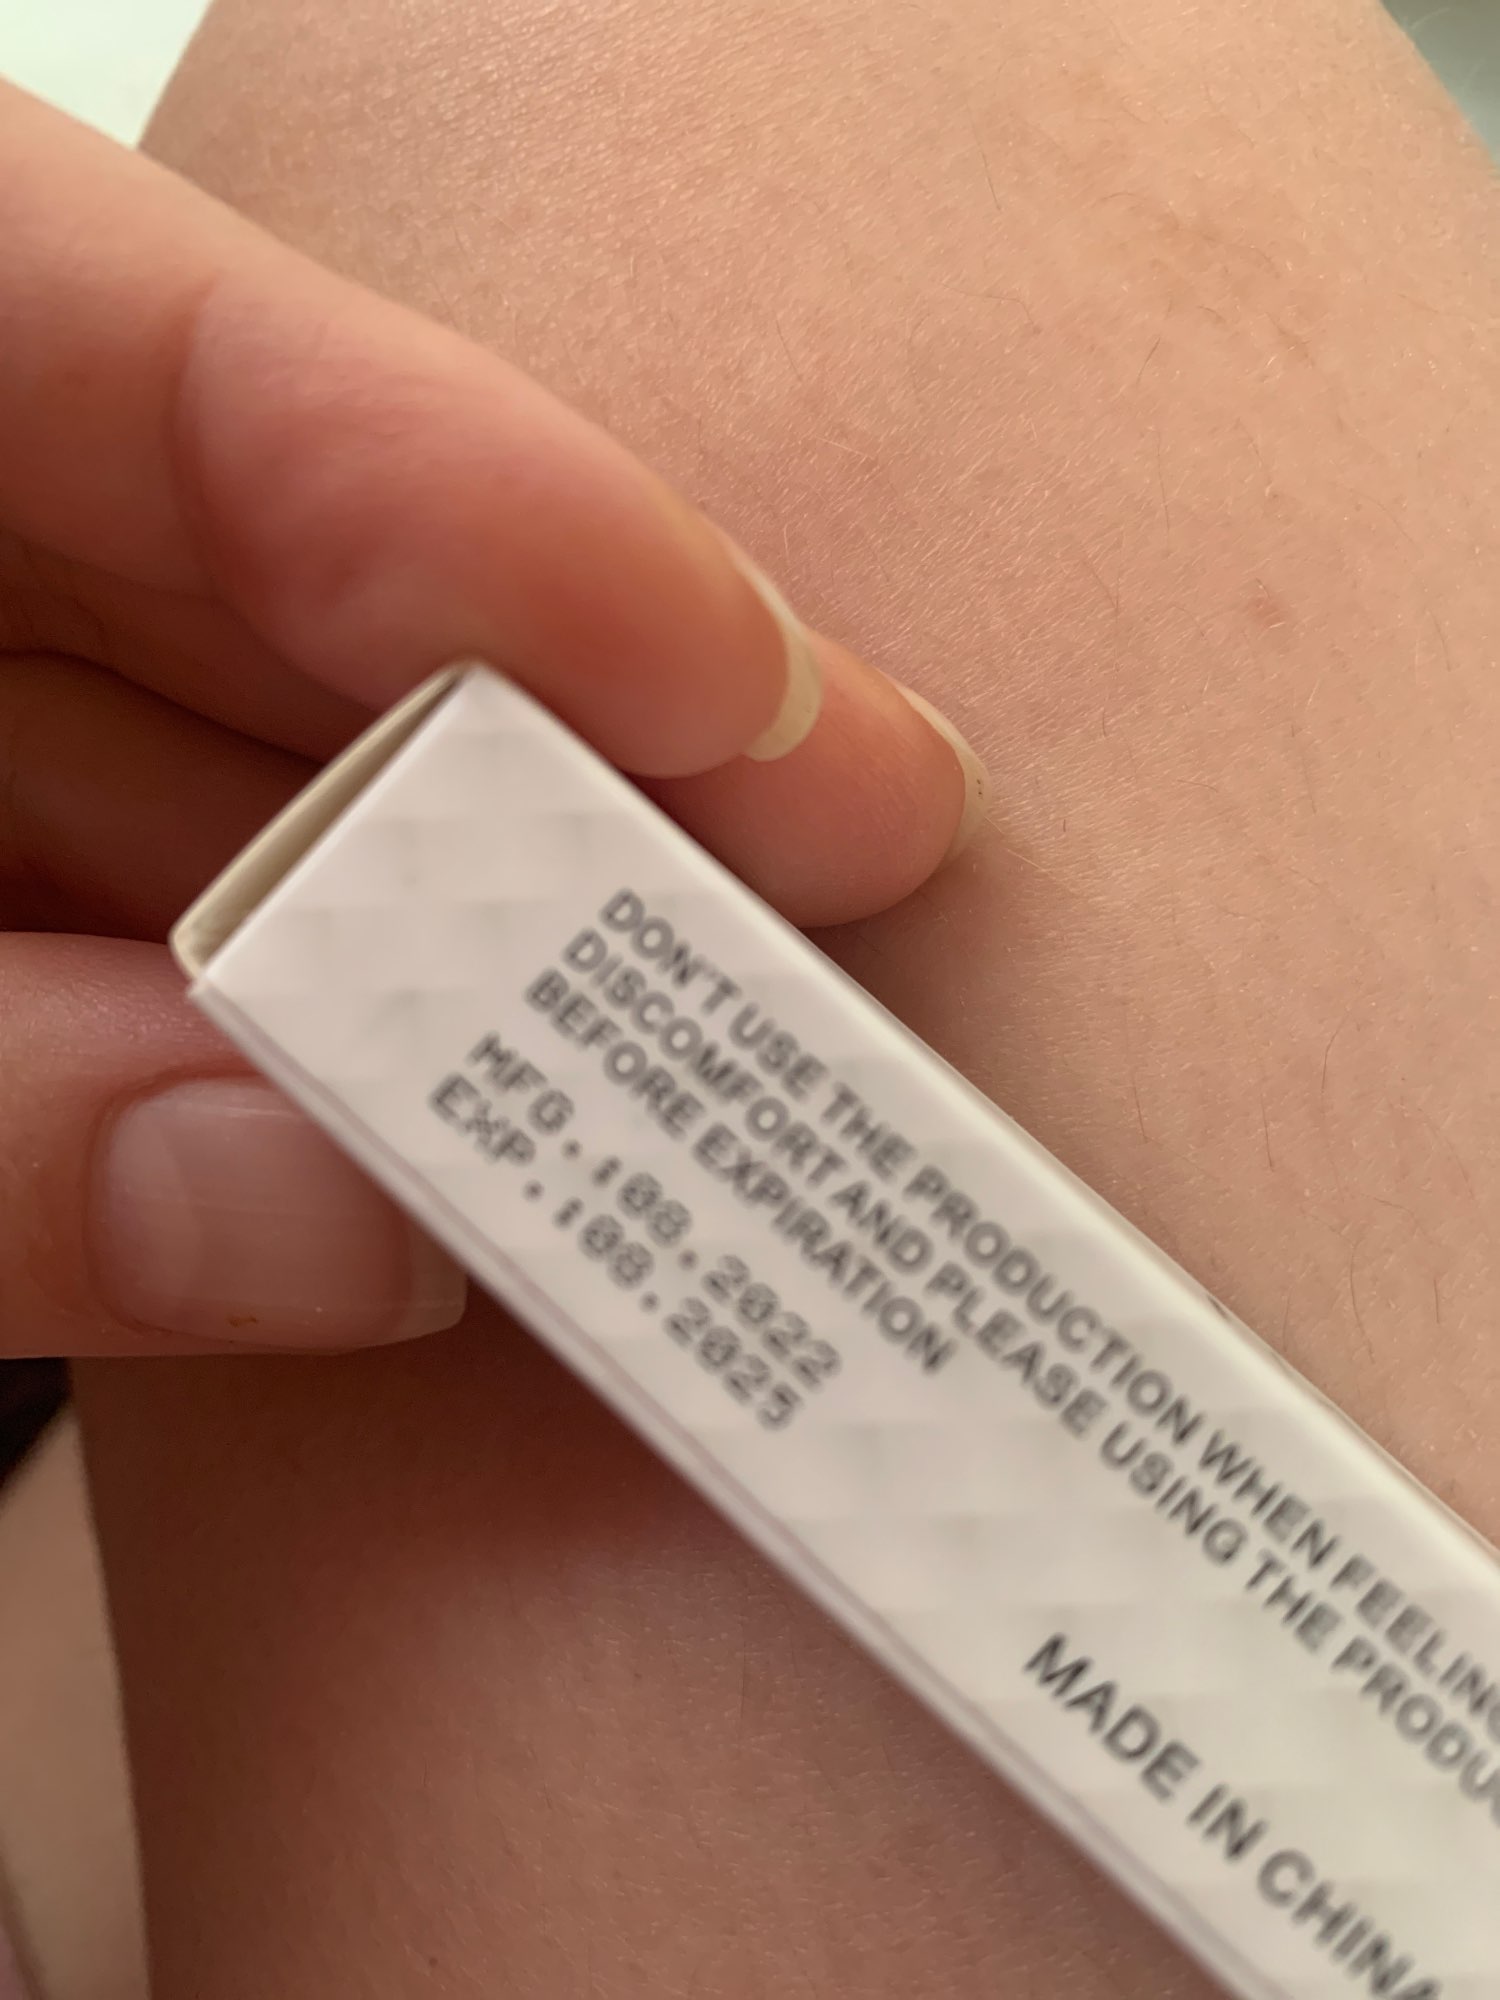 DON'T USE THE PRODUCTION WHEN FEELING
DISCOMFORT AND PLEASE USING THE PRODUC
BEFORE EXPIRATION
MFG.:08.2022
EXP.:08.2025
MADE IN CHINA